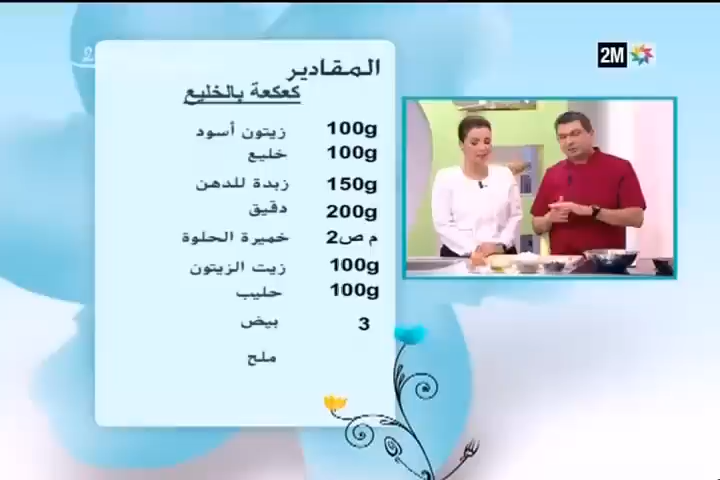 2M
المقادير
كعكعة بالخليع
100g زيتون أسود
100g خليع
150g زبدة للدهن
200g دقيق
2م ص خميرة الحلوة
100g زيت الزيتون
100g حليب
3 بيض
ملح